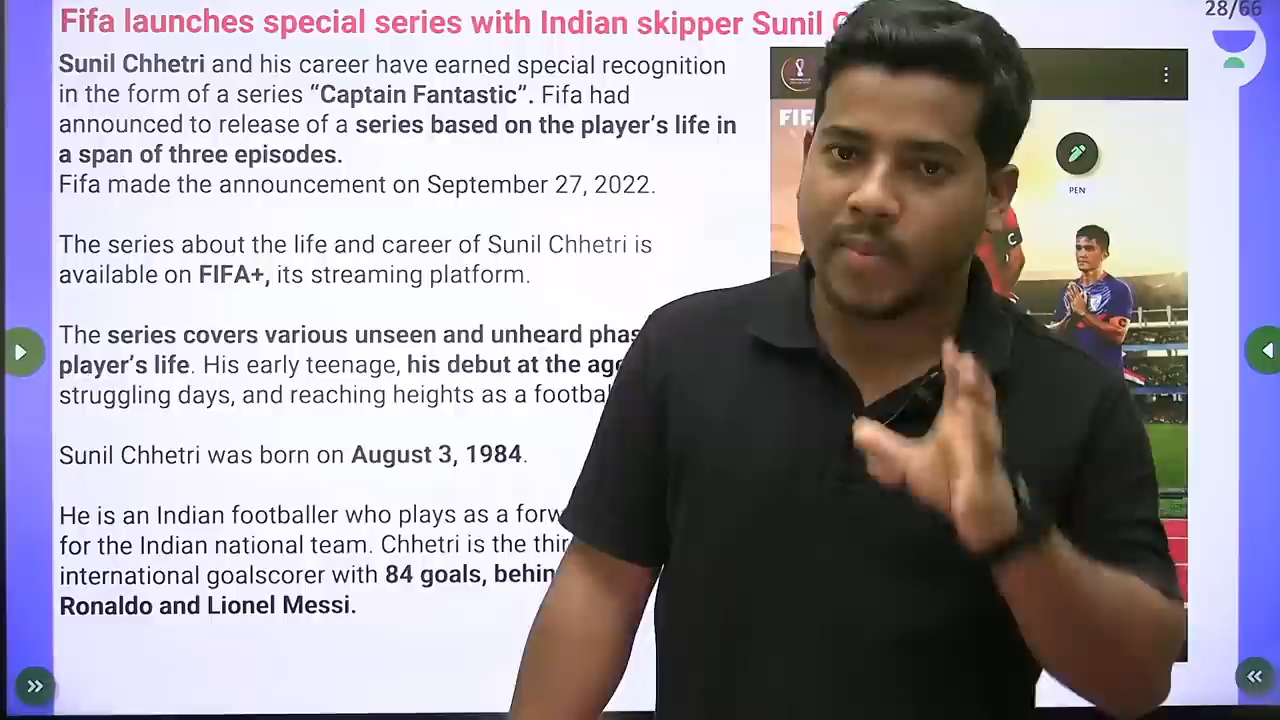 Fifa launches special series with Indian skipper Sunil
28/66
Sunil Chhetri and his career have earned special recognition
in the form of a series “Captain Fantastic”. Fifa had
announced to release of a series based on the player’s life in
a span of three episodes.
Fifa made the announcement on September 27, 2022.
The series about the life and career of Sunil Chhetri is
available on FIFA+, its streaming platform.
The series covers various unseen and unheard
player’s life. His early teenage, his debut at the
struggling days, and reaching heights as a
Sunil Chhetri was born on August 3, 1984.
He is an Indian footballer who plays as a
for the Indian national team. Chhetri is the
international goalscorer with 84 goals,
Ronaldo and Lionel Messi.
PEN
C